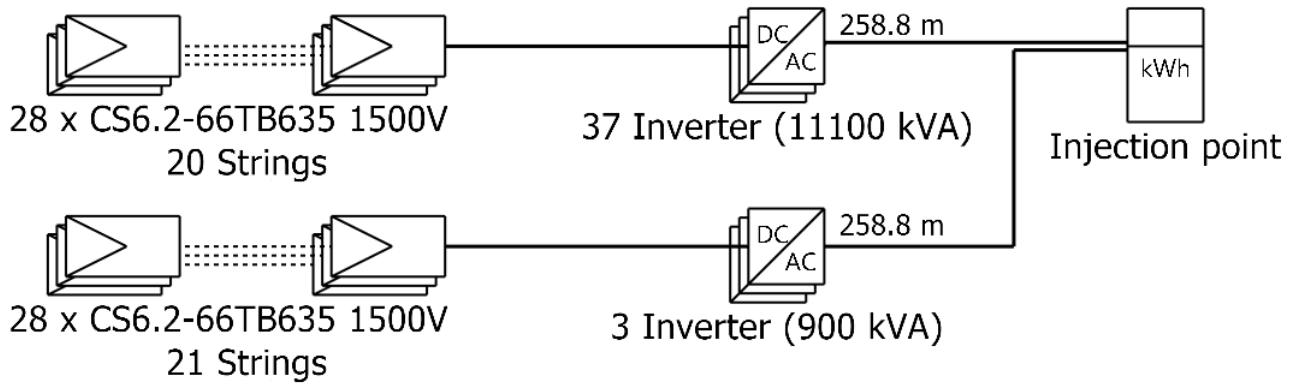 DC
AC
258.8 m
kWh
28 x CS6.2-66TB635 1500V
20 Strings
37 Inverter (11100 kVA)
Injection point
DC
AC
258.8 m
28 x CS6.2-66TB635 1500V
21 Strings
3 Inverter (900 kVA)